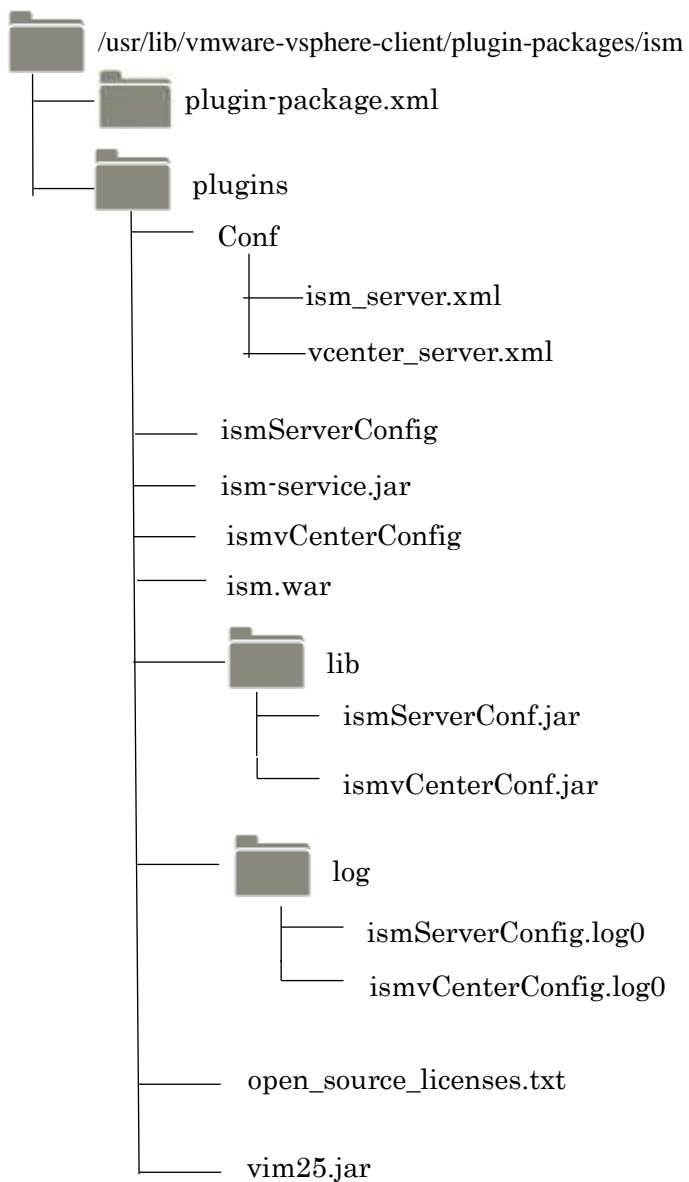 /usr/lib/vmware-vsphere-client/plugin-packages/ism
plugin-package.xml
plugins
Conf
ism_server.xml
vcenter_server.xml
ismServerConfig
ism-service.jar
ismvCenterConfig
ism.war
lib
ismServerConf.jar
ismvCenterConf.jar
log
ismServerConfig.log0
ismvCenterConfig.log0
open_source_licenses.txt
vim25.jar